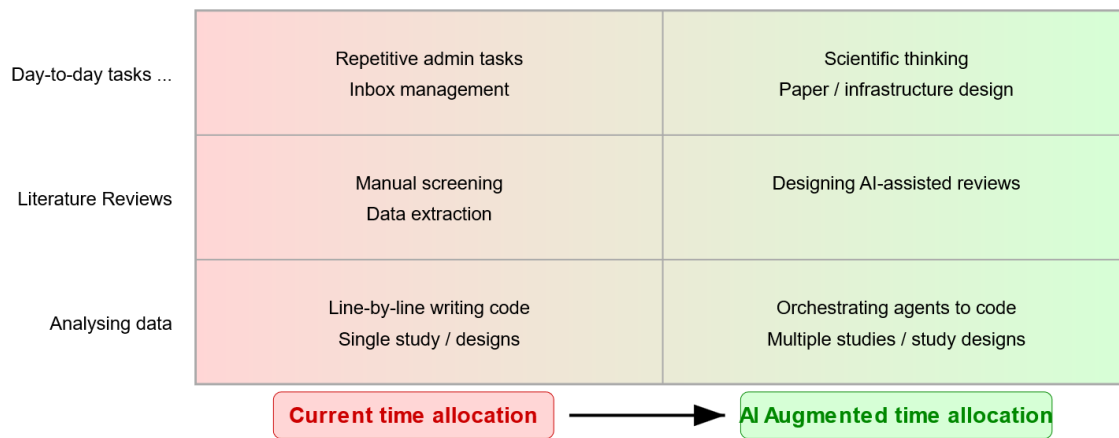 Day-to-day tasks ...
Repetitive admin tasks
Inbox management
Scientific thinking
Paper / infrastructure design
Literature Reviews
Manual screening
Data extraction
Designing AI-assisted reviews
Analysing data
Line-by-line writing code
Single study / designs
Orchestrating agents to code
Multiple studies / study designs
Current time allocation
AI Augmented time allocation